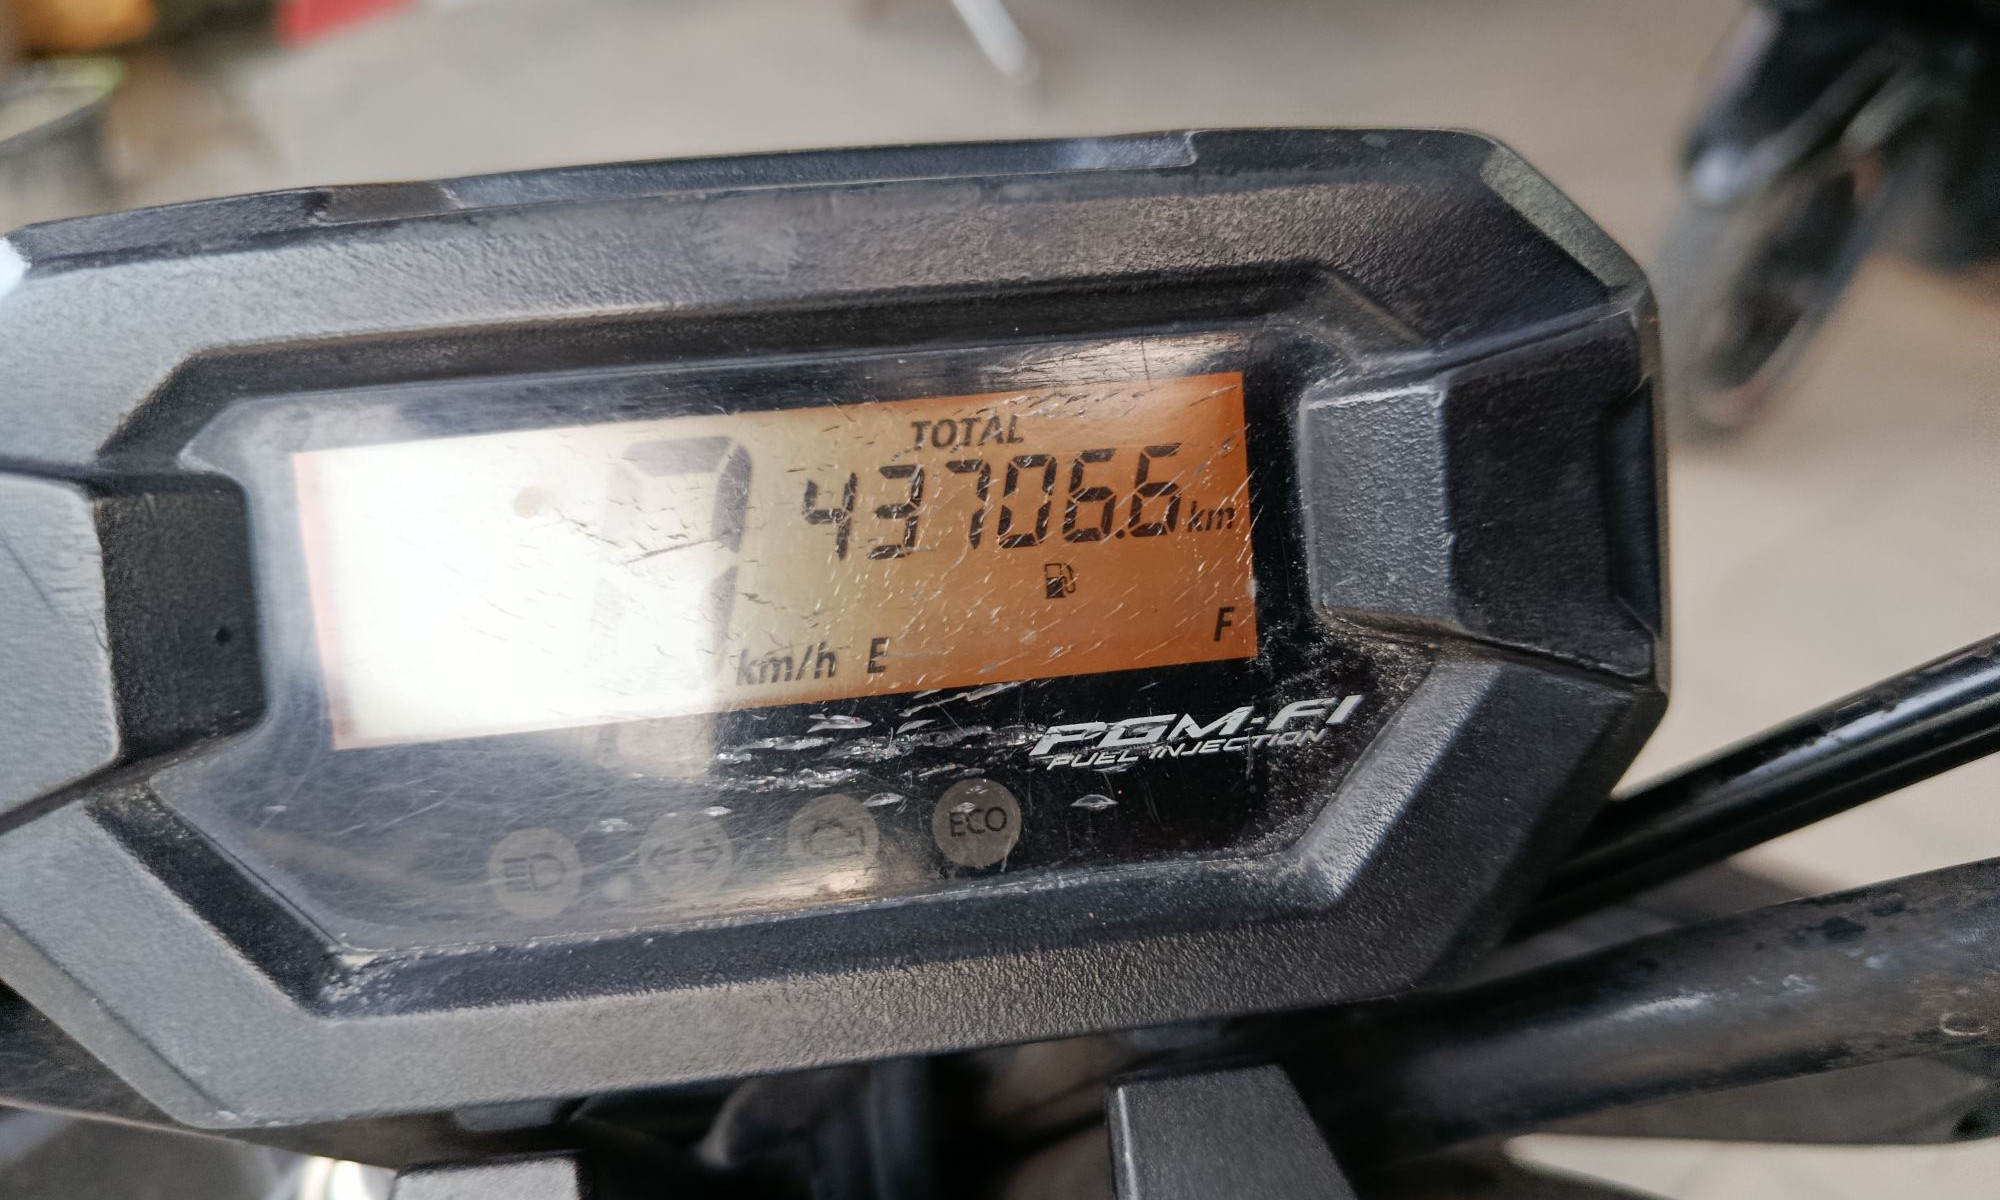 TOTAL
43706.6 km
km/h E F
PGM-FI
FUEL INJECTION
ECO